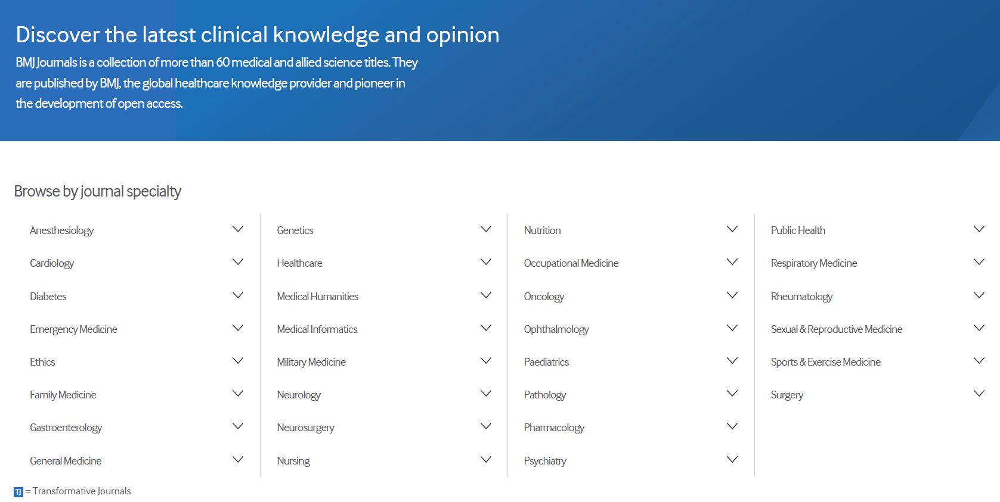 Discover the latest clinical knowledge and opinion
BMJ Journals is a collection of more than 60 medical and allied science titles. They
are published by BMJ, the global healthcare knowledge provider and pioneer in
the development of open access.
Browse by journal specialty
Anesthesiology
Cardiology
Diabetes
Emergency Medicine
Ethics
Family Medicine
Gastroenterology
General Medicine
Genetics
Healthcare
Medical Humanities
Medical Informatics
Military Medicine
Neurology
Neurosurgery
Nursing
Nutrition
Occupational Medicine
Oncology
Ophthalmology
Paediatrics
Pathology
Pharmacology
Psychiatry
Public Health
Respiratory Medicine
Rheumatology
Sexual & Reproductive Medicine
Sports & Exercise Medicine
Surgery
TJ = Transformative Journals